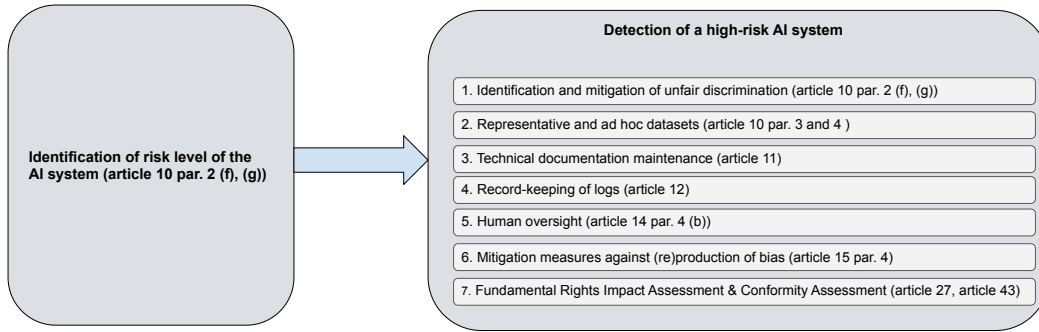 Identification of risk level of the
AI system (article 10 par. 2 (f), (g))
Detection of a high-risk AI system
1. Identification and mitigation of unfair discrimination (article 10 par. 2 (f), (g))
2. Representative and ad hoc datasets (article 10 par. 3 and 4 )
3. Technical documentation maintenance (article 11)
4. Record-keeping of logs (article 12)
5. Human oversight (article 14 par. 4 (b))
6. Mitigation measures against (re)production of bias (article 15 par. 4)
7. Fundamental Rights Impact Assessment & Conformity Assessment (article 27, article 43)